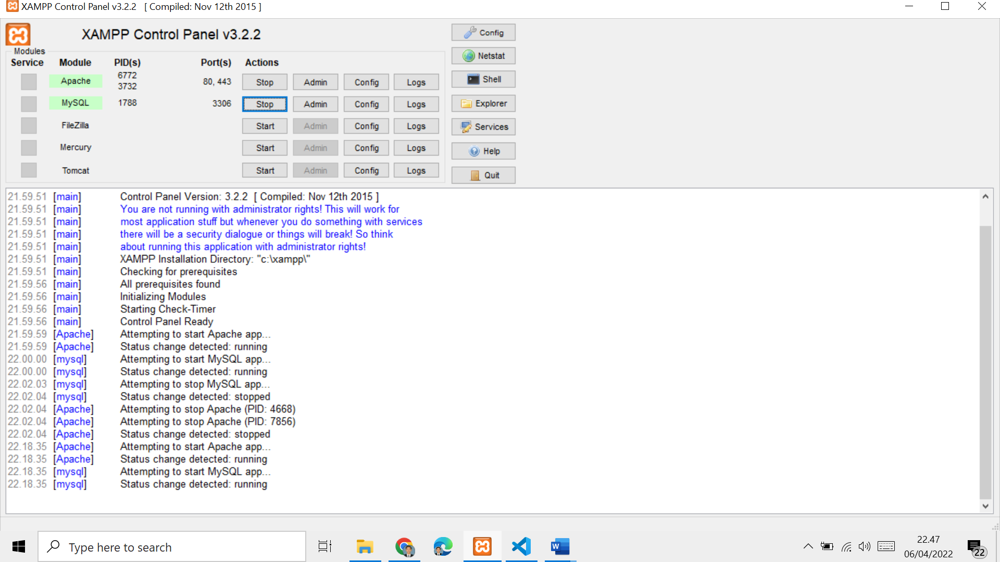 XAMPP Control Panel v3.2.2 [ Compiled: Nov 12th 2015 ]
XAMPP Control Panel v3.2.2
Config
Modules
Service Module PID(s) Port(s) Actions
Netstat
Apache 6772 3732 80, 443 Stop Admin Config Logs
Shell
MySQL 1788 3306 Stop Admin Config Logs
Explorer
FileZilla Start Admin Config Logs
Services
Mercury Start Admin Config Logs
Help
Tomcat Start Admin Config Logs
Quit
21.59.51 [main] Control Panel Version: 3.2.2 [ Compiled: Nov 12th 2015 ]
21.59.51 [main] You are not running with administrator rights! This will work for
21.59.51 [main] most application stuff but whenever you do something with services
21.59.51 [main] there will be a security dialogue or things will break! So think
21.59.51 [main] about running this application with administrator rights!
21.59.51 [main] XAMPP Installation Directory: "c:\xampp\"
21.59.51 [main] Checking for prerequisites
21.59.56 [main] All prerequisites found
21.59.56 [main] Initializing Modules
21.59.56 [main] Starting Check-Timer
21.59.56 [main] Control Panel Ready
21.59.59 [Apache] Attempting to start Apache app...
21.59.59 [Apache] Status change detected: running
22.00.00 [mysql] Attempting to start MySQL app...
22.00.00 [mysql] Status change detected: running
22.02.03 [mysql] Attempting to stop MySQL app...
22.02.04 [mysql] Status change detected: stopped
22.02.04 [Apache] Attempting to stop Apache (PID: 4668)
22.02.04 [Apache] Attempting to stop Apache (PID: 7856)
22.02.04 [Apache] Status change detected: stopped
22.18.35 [Apache] Attempting to start Apache app...
22.18.35 [Apache] Status change detected: running
22.18.35 [mysql] Attempting to start MySQL app...
22.18.35 [mysql] Status change detected: running
Type here to search
W
22.47
06/04/2022
22